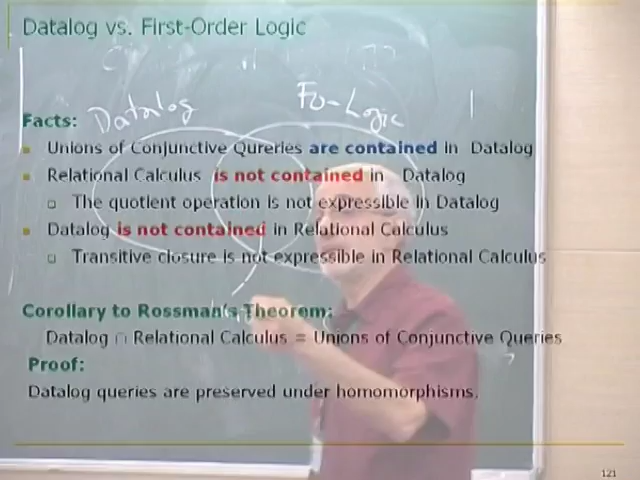 Datalog vs. First-Order Logic
Datalog
Fo-Logic
Facts:
Unions of Conjunctive Qureries are contained in Datalog
Relational Calculus is not contained in Datalog
The quotient operation is not expressible in Datalog
Datalog is not contained in Relational Calculus
Transitive closure is not expressible in Relational Calculus
Corollary to Rossman's Theorem:
Datalog ∩ Relational Calculus = Unions of Conjunctive Queries
Proof:
Datalog queries are preserved under homomorphisms.
121